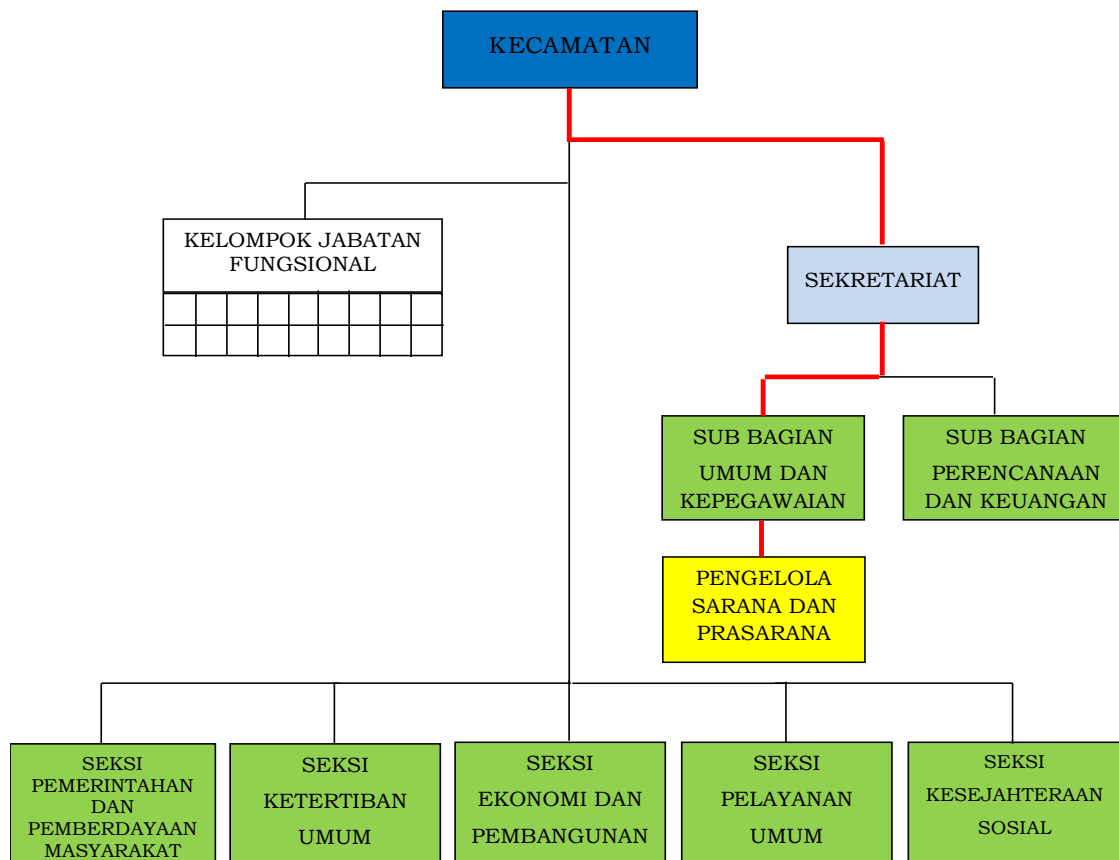 KECAMATAN
KELOMPOK JABATAN
FUNGSIONAL
SEKRETARIAT
SUB BAGIAN
UMUM DAN
KEPEGAWAIAN
SUB BAGIAN
PERENCANAAN
DAN KEUANGAN
PENGELOLA
SARANA DAN
PRASARANA
SEKSI
PEMERINTAHAN
DAN
PEMBERDAYAAN
MASYARAKAT
SEKSI
KETERTIBAN
UMUM
SEKSI
EKONOMI DAN
PEMBANGUNAN
SEKSI
PELAYANAN
UMUM
SEKSI
KESEJAHTERAAN
SOSIAL